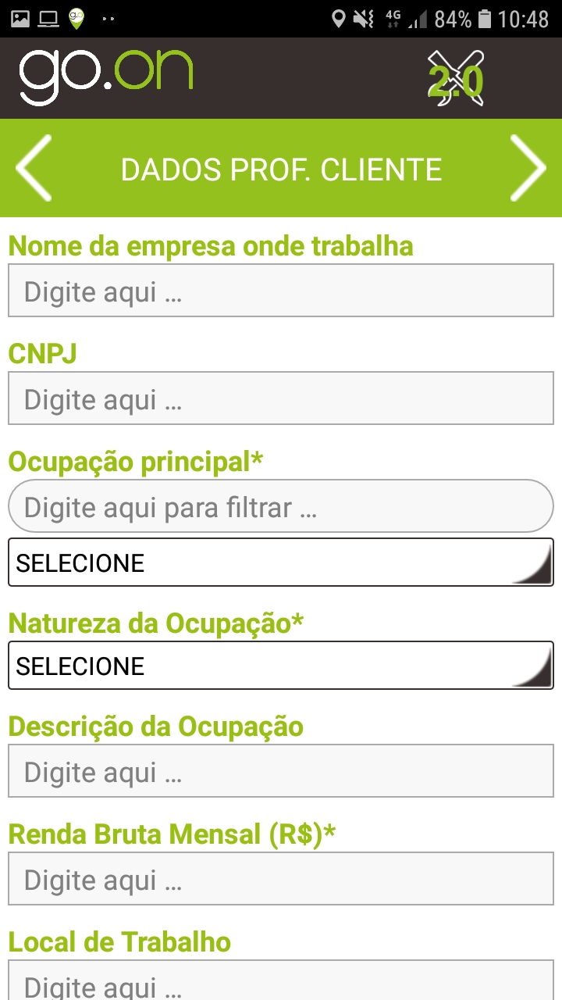 go. 4G 84% 10:48
go.on 2.0
DADOS PROF. CLIENTE
Nome da empresa onde trabalha
Digite aqui ...
CNPJ
Digite aqui ...
Ocupação principal*
Digite aqui para filtrar ...
SELECIONE
Natureza da Ocupação*
SELECIONE
Descrição da Ocupação
Digite aqui ...
Renda Bruta Mensal (R$)*
Digite aqui ...
Local de Trabalho
Digite aqui ...